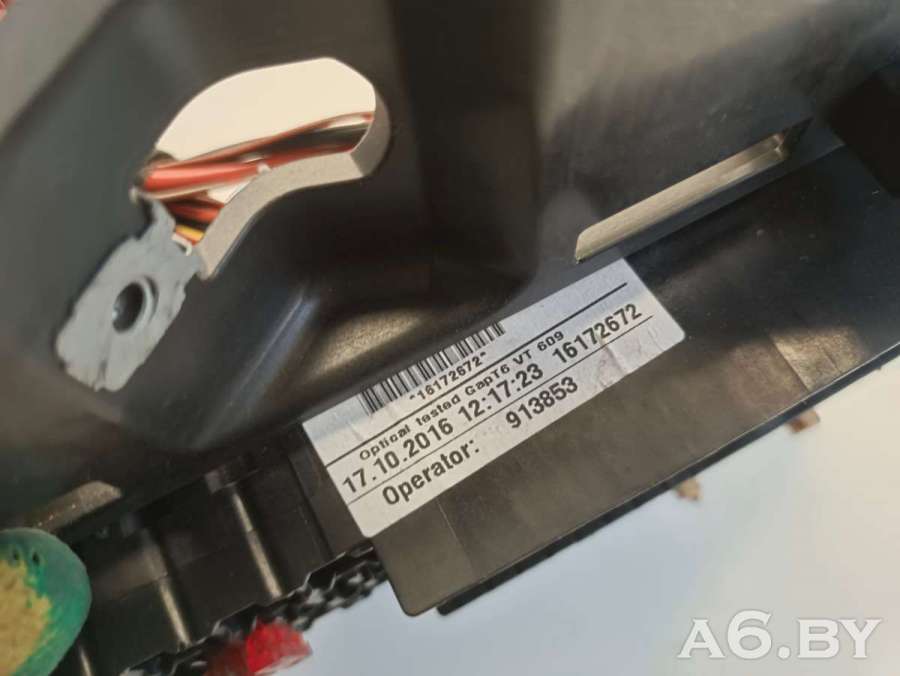 *16172672*
Optical tested GapT6 VT 609
17.10.2016 12:17:23 16172672
Operator: 913853
A6.BY